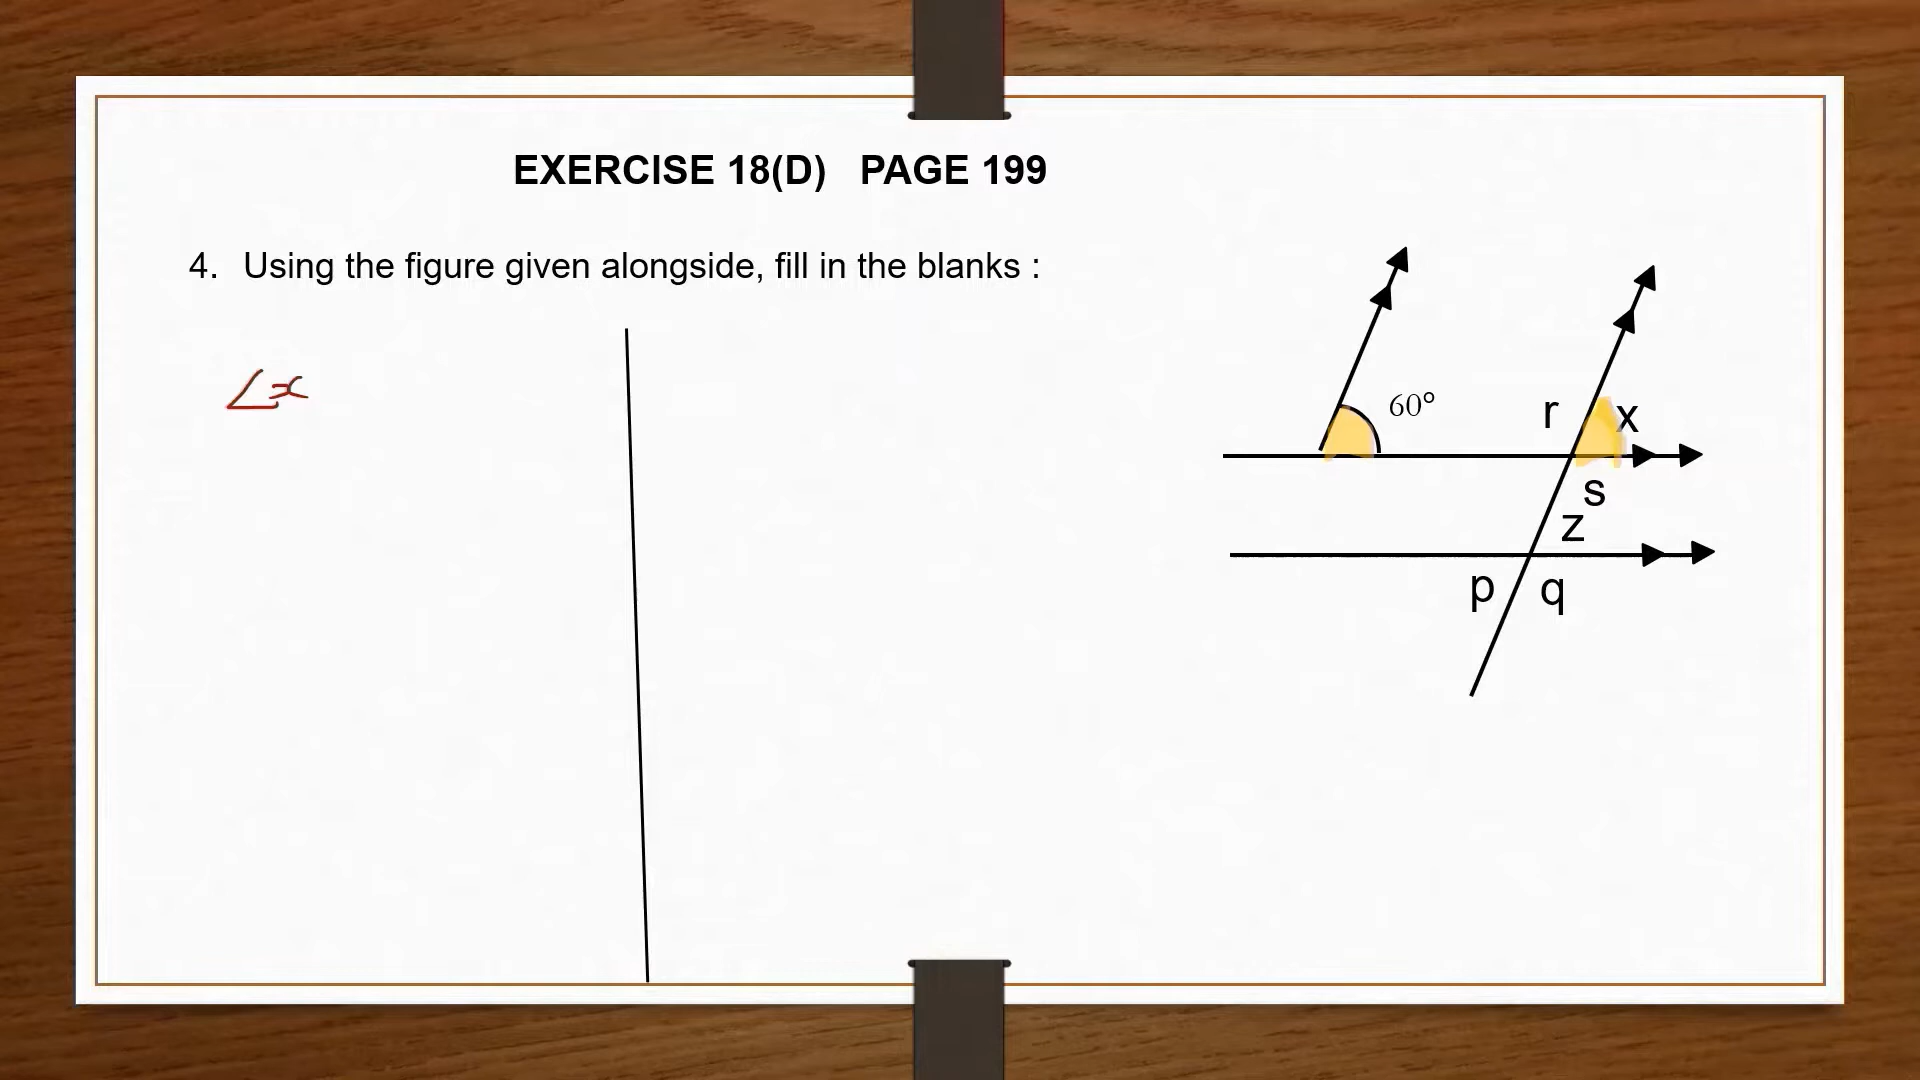 EXERCISE 18(D) PAGE 199
4. Using the figure given alongside, fill in the blanks :
∠x
60°
r
x
s
z
p
q